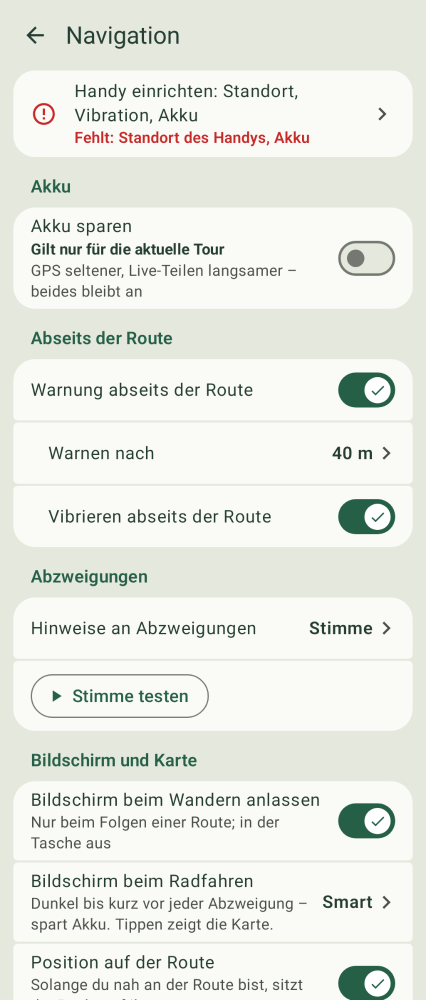 Navigation
Handy einrichten: Standort,
Vibration, Akku
Fehlt: Standort des Handys, Akku
Akku
Akku sparen
Gilt nur für die aktuelle Tour
GPS seltener, Live-Teilen langsamer –
beides bleibt an
Abseits der Route
Warnung abseits der Route
Warnen nach 40 m
Vibrieren abseits der Route
Abzweigungen
Hinweise an Abzweigungen Stimme
Stimme testen
Bildschirm und Karte
Bildschirm beim Wandern anlassen
Nur beim Folgen einer Route; in der
Tasche aus
Bildschirm beim Radfahren
Dunkel bis kurz vor jeder Abzweigung – Smart
spart Akku. Tippen zeigt die Karte.
Position auf der Route
Solange du nah an der Route bist, sitzt